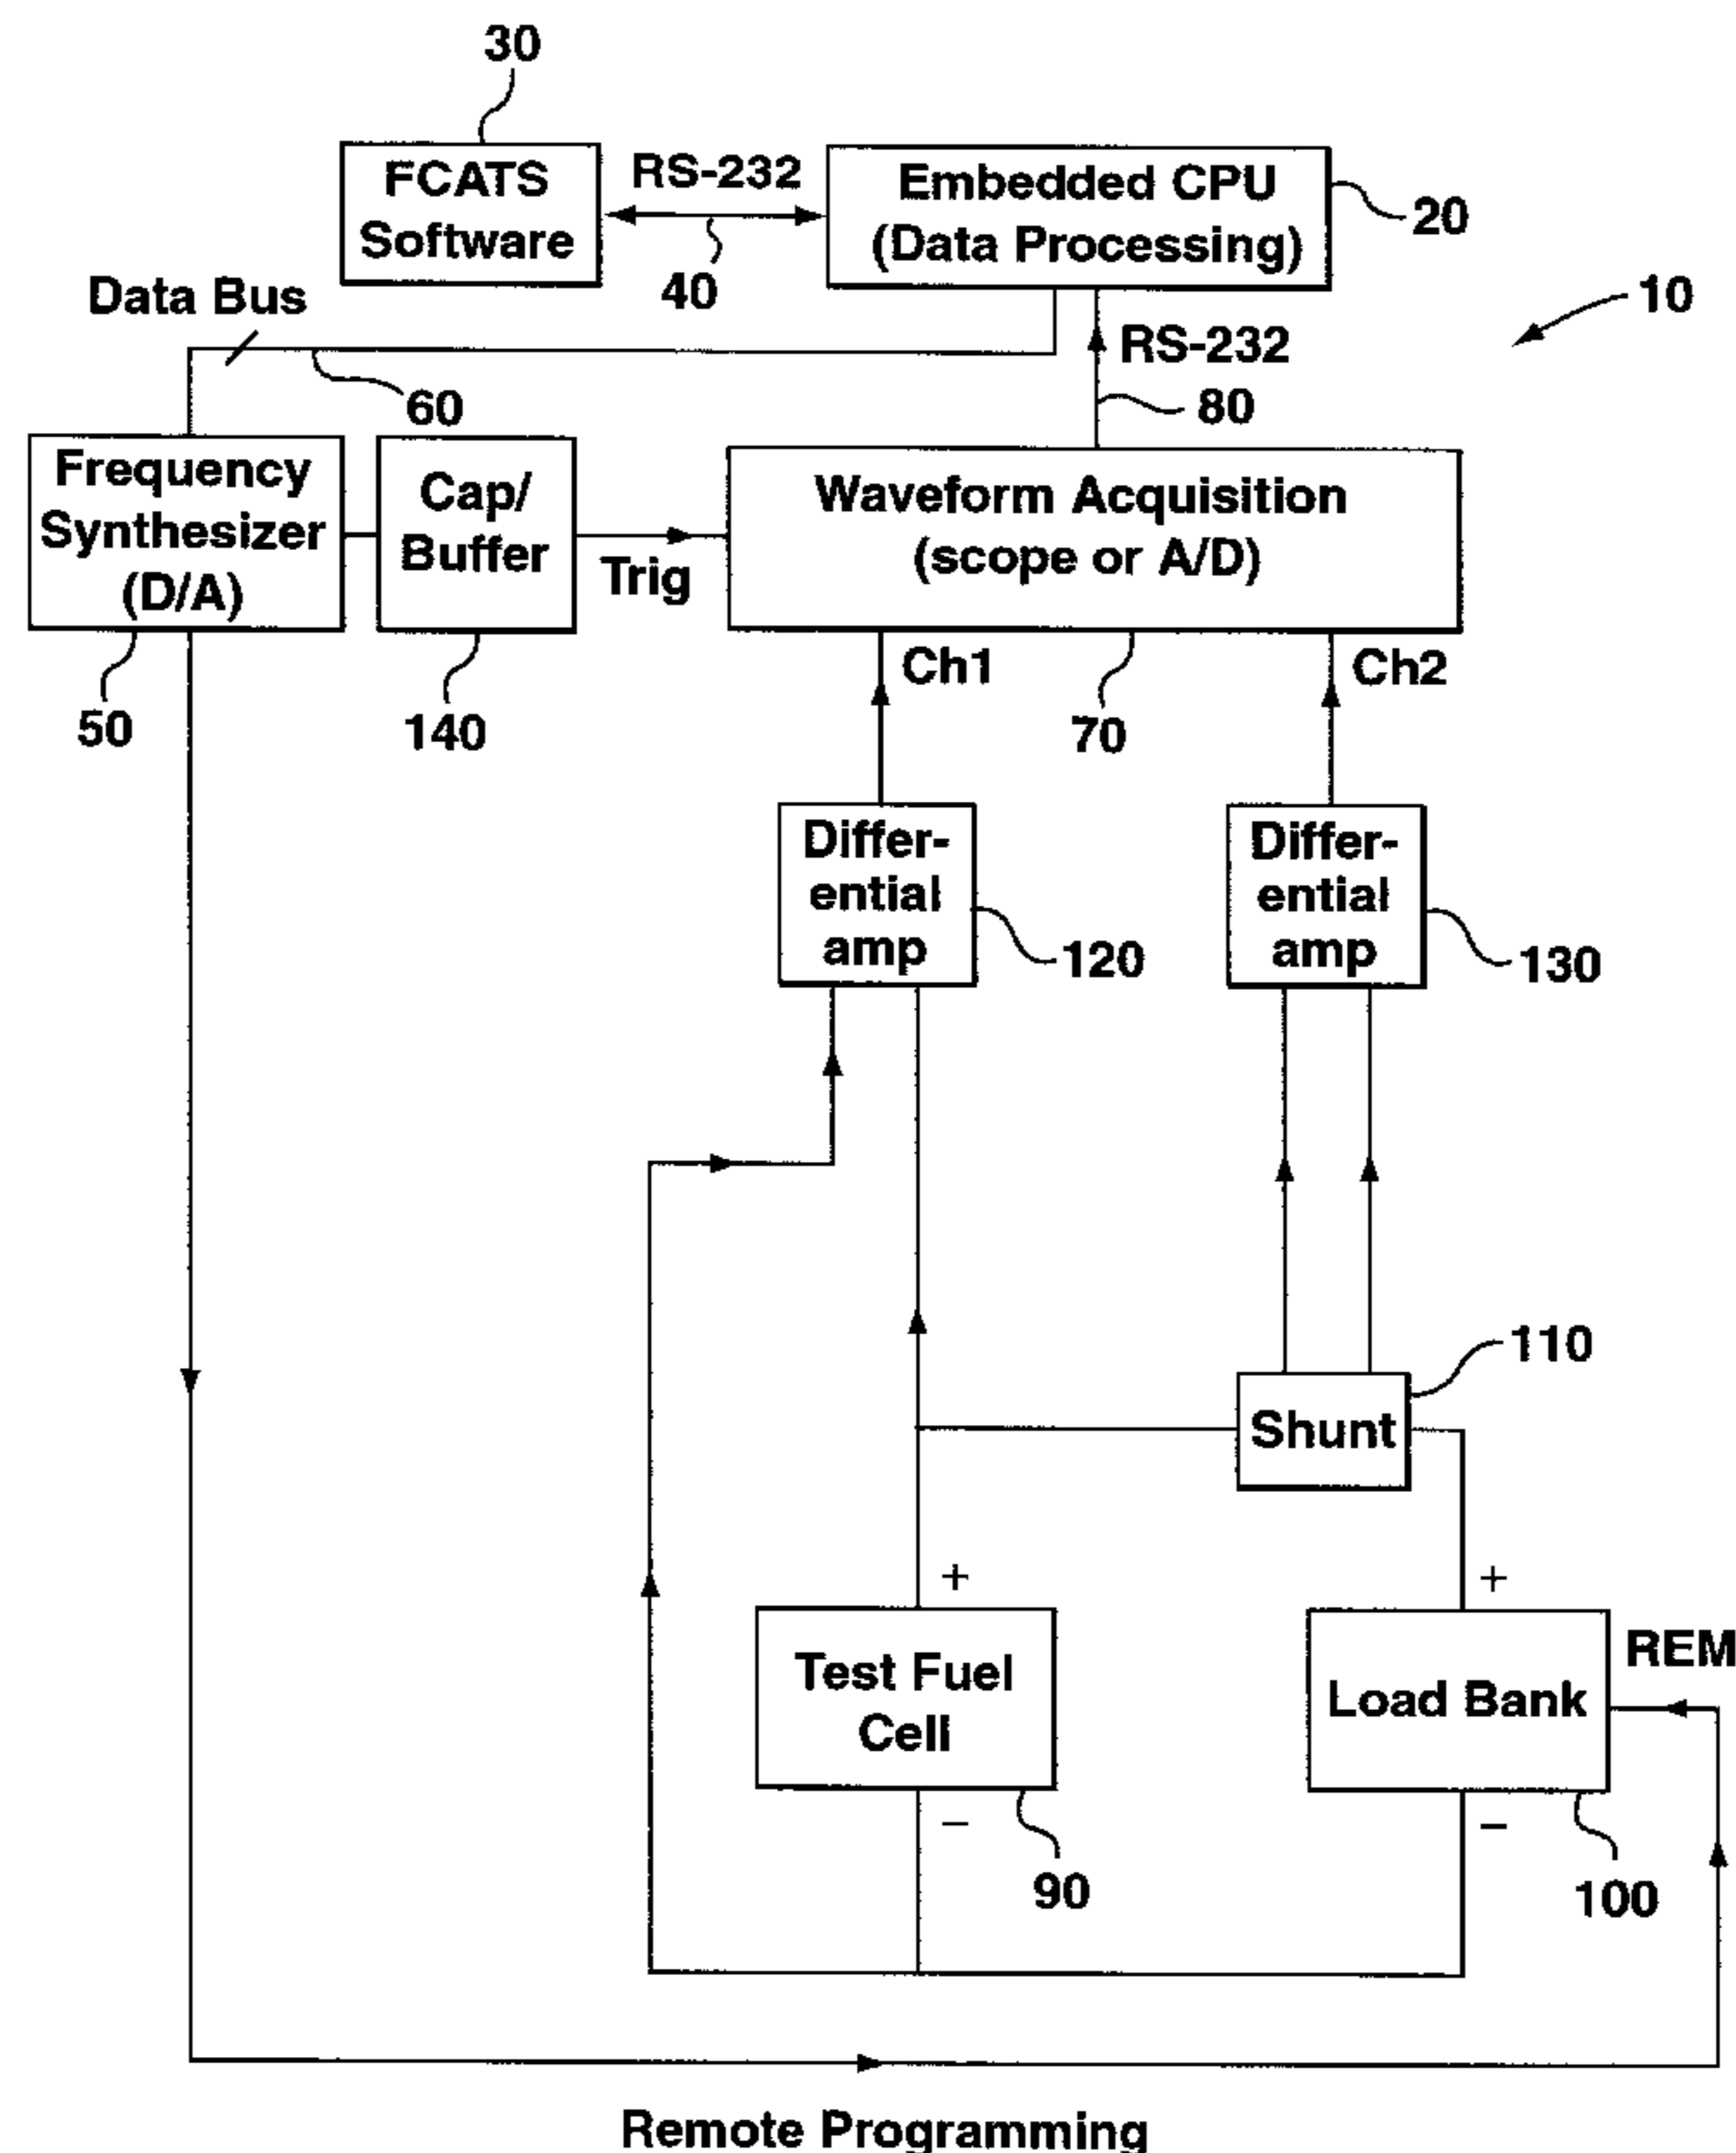 30
FCATS
Software
RS-232
40
Embedded CPU
(Data Processing)
20
10
Data Bus
60
RS-232
80
Frequency
Synthesizer
(D/A)
50
Cap/
Buffer
140
Trig
Waveform Acquisition
(scope or A/D)
70
Ch1
Ch2
Differ-
ential
amp
120
Differ-
ential
amp
130
Shunt
110
+
Test Fuel
Cell
−
90
+
Load Bank
−
100
REM
Remote Programming